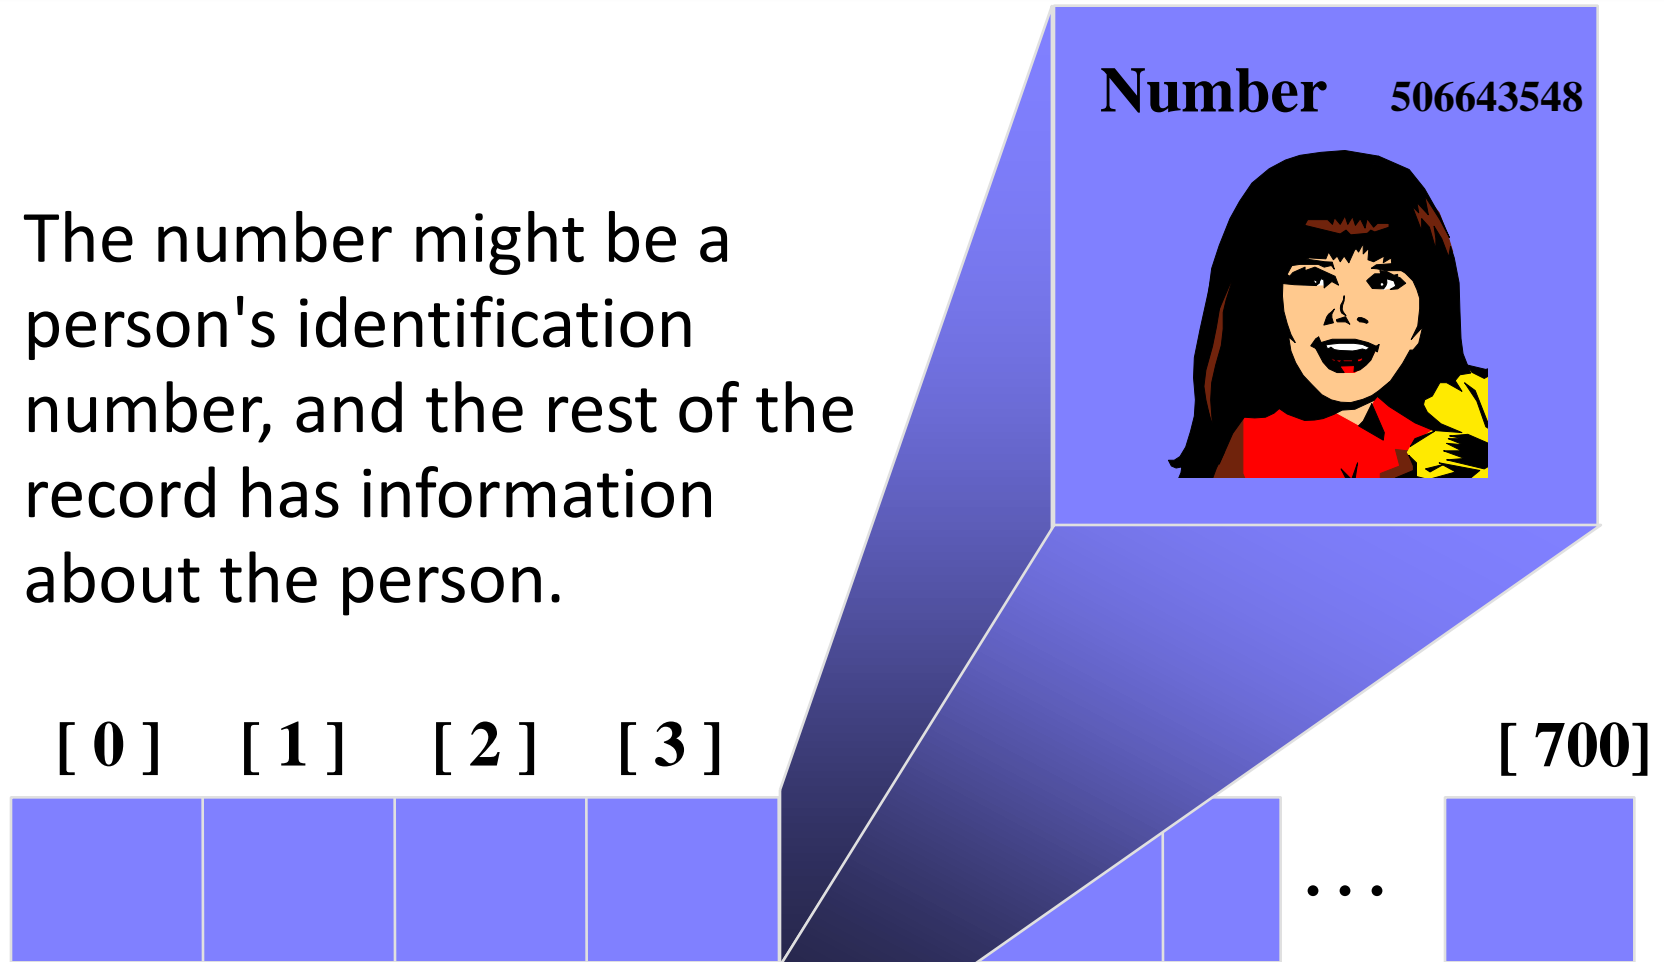 Number 506643548
The number might be a
person's identification
number, and the rest of the
record has information
about the person.
[ 0 ] [ 1 ] [ 2 ] [ 3 ] [ 700]
. . .